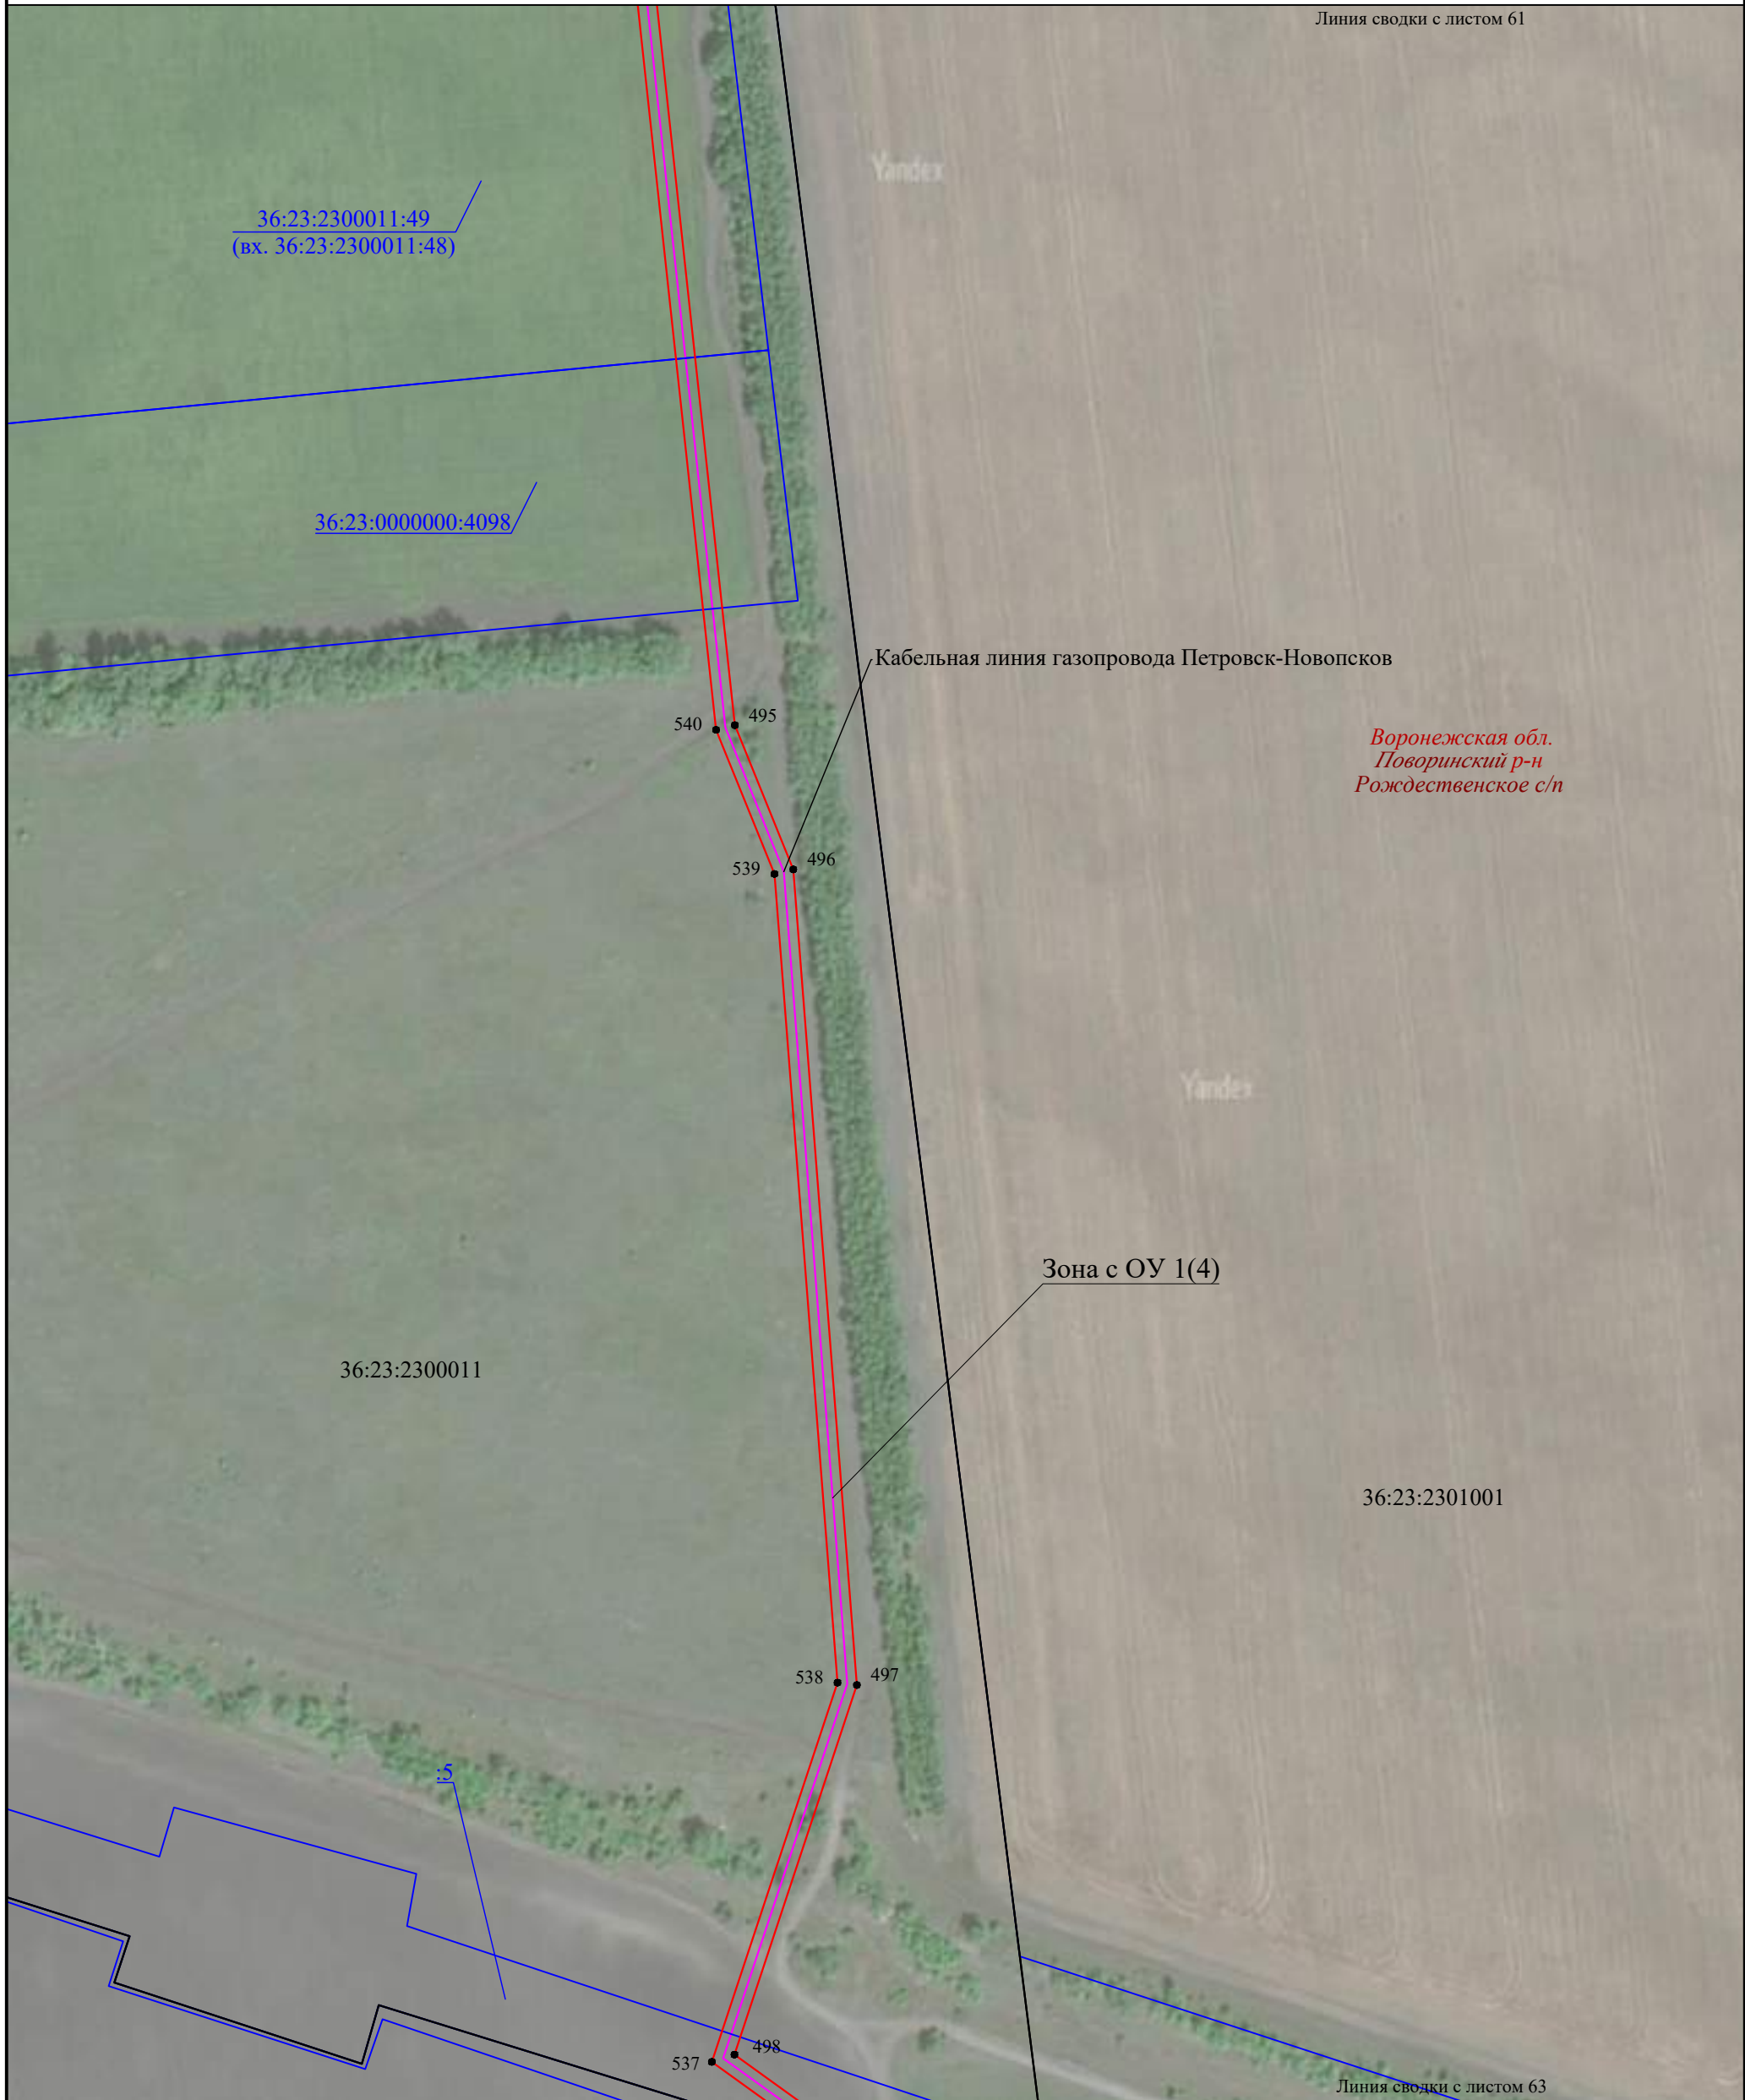 Линия сводки с листом 61
Yandex
36:23:2300011:49
(вх. 36:23:2300011:48)
36:23:0000000:4098
Кабельная линия газопровода Петровск-Новопсков
540
495
Воронежская обл.
Поворинский р-н
Рождественское с/п
539
496
Yandex
Зона с ОУ 1(4)
36:23:2300011
36:23:2301001
538
497
:5
498
537
Линия сводки с листом 63